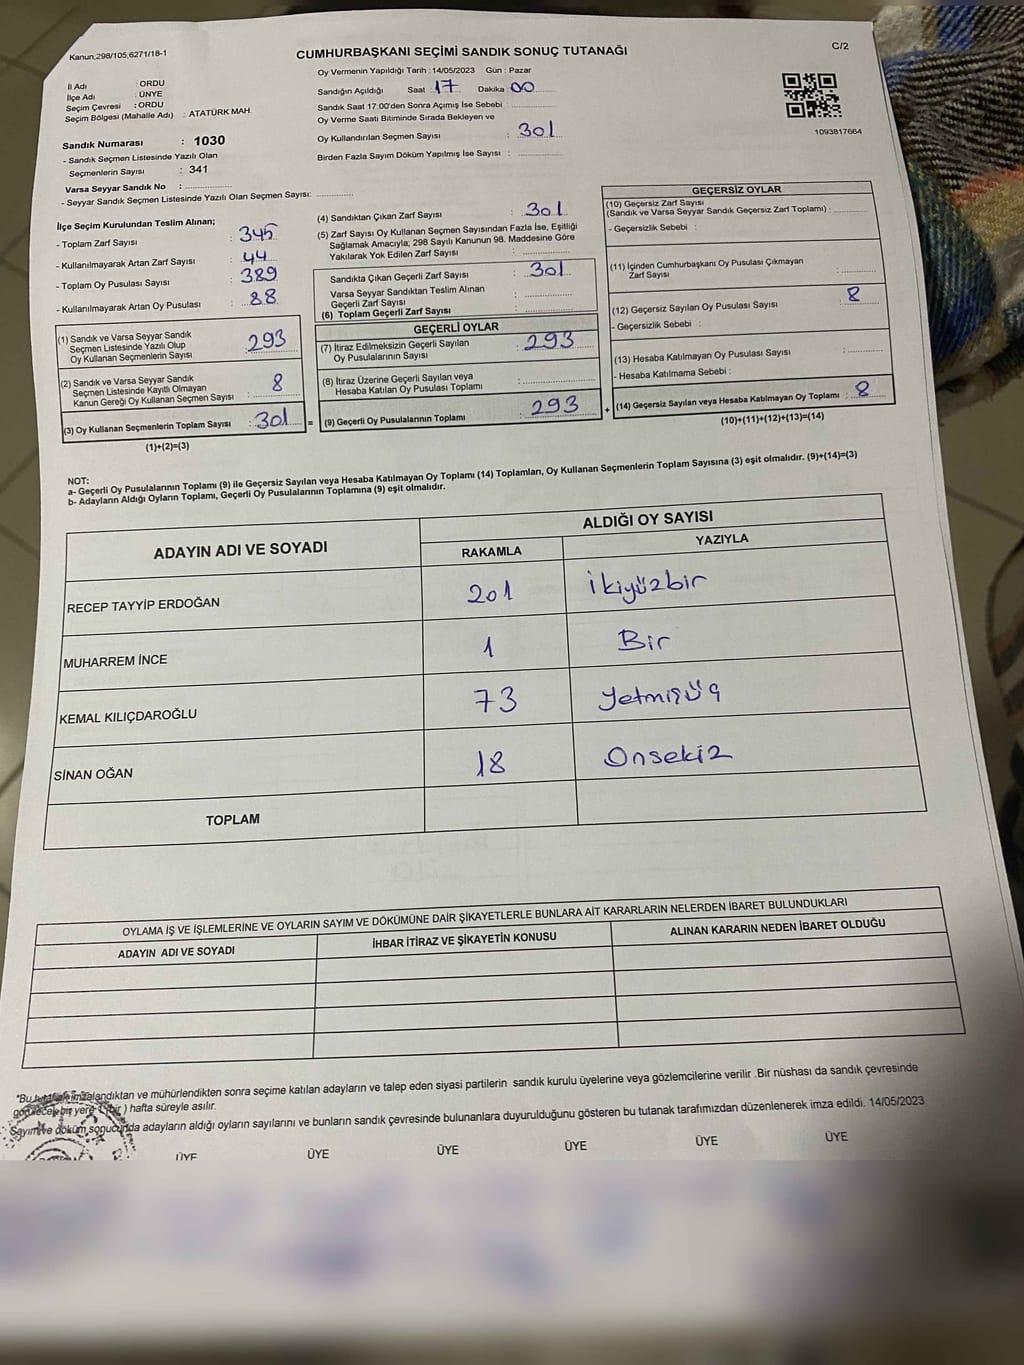 Kanun;298/105,6271/18-1
CUMHURBAŞKANI SEÇİMİ SANDIK SONUÇ TUTANAĞI
C/2
İl Adı : ORDU
İlçe Adı : ÜNYE
Seçim Çevresi : ORDU
Seçim Bölgesi (Mahalle Adı) : ATATÜRK MAH.
Sandık Numarası : 1030
- Sandık Seçmen Listesinde Yazılı Olan
Seçmenlerin Sayısı : 341
Varsa Seyyar Sandık No :
- Seyyar Sandık Seçmen Listesinde Yazılı Olan Seçmen Sayısı:
Oy Vermenin Yapıldığı Tarih :14/05/2023 Gün : Pazar
Sandığın Açıldığı Saat : 17 Dakika : 00
Sandık Saat 17:00'den Sonra Açımış İse Sebebi :
Oy Verme Saati Bitiminde Sırada Bekleyen ve
Oy Kullandırılan Seçmen Sayısı : 301
Birden Fazla Sayım Döküm Yapılmış İse Sayısı :
1093817664
İlçe Seçim Kurulundan Teslim Alınan;
- Toplam Zarf Sayısı : 345
- Kullanılmayarak Artan Zarf Sayısı : 44
- Toplam Oy Pusulası Sayısı : 389
- Kullanılmayarak Artan Oy Pusulası : 88
(1) Sandık ve Varsa Seyyar Sandık
Seçmen Listesinde Yazılı Olup
Oy Kullanan Seçmenlerin Sayısı : 293
(2) Sandık ve Varsa Seyyar Sandık
Seçmen Listesinde Kayıtlı Olmayan
Kanun Gereği Oy Kullanan Seçmen Sayısı : 8
(3) Oy Kullanan Seçmenlerin Toplam Sayısı : 301
(1)+(2)=(3)
(4) Sandıktan Çıkan Zarf Sayısı : 301
(5) Zarf Sayısı Oy Kullanan Seçmen Sayısından Fazla İse, Eşitliği
Sağlamak Amacıyla; 298 Sayılı Kanunun 98. Maddesine Göre
Yakılarak Yok Edilen Zarf Sayısı :
Sandıkta Çıkan Geçerli Zarf Sayısı : 301
Varsa Seyyar Sandıktan Teslim Alınan
Geçerli Zarf Sayısı :
(6) Toplam Geçerli Zarf Sayısı :
GEÇERLİ OYLAR
(7) İtiraz Edilmeksizin Geçerli Sayılan
Oy Pusulalarının Sayısı : 293
(8) İtiraz Üzerine Geçerli Sayılan veya
Hesaba Katılan Oy Pusulası Toplamı :
= (9) Geçerli Oy Pusulalarının Toplamı : 293 +
GEÇERSİZ OYLAR
(10) Geçersiz Zarf Sayısı
(Sandık ve Varsa Seyyar Sandık Geçersiz Zarf Toplamı) :
- Geçersizlik Sebebi :
(11) İçinden Cumhurbaşkanı Oy Pusulası Çıkmayan
Zarf Sayısı :
(12) Geçersiz Sayılan Oy Pusulası Sayısı : 8
- Geçersizlik Sebebi :
(13) Hesaba Katılmayan Oy Pusulası Sayısı :
- Hesaba Katılmama Sebebi :
(14) Geçersiz Sayılan veya Hesaba Katılmayan Oy Toplamı : 8
(10)+(11)+(12)+(13)=(14)
NOT:
a- Geçerli Oy Pusulalarının Toplamı (9) ile Geçersiz Sayılan veya Hesaba Katılmayan Oy Toplamı (14) Toplamları, Oy Kullanan Seçmenlerin Toplam Sayısına (3) eşit olmalıdır. (9)+(14)=(3)
b- Adayların Aldığı Oyların Toplamı, Geçerli Oy Pusulalarının Toplamına (9) eşit olmalıdır.
ADAYIN ADI VE SOYADI
ALDIĞI OY SAYISI
RAKAMLA YAZIYLA
RECEP TAYYİP ERDOĞAN 201 İkiyüzbir
MUHARREM İNCE 1 Bir
KEMAL KILIÇDAROĞLU 73 Yetmişüç
SİNAN OĞAN 18 Onsekiz
TOPLAM
OYLAMA İŞ VE İŞLEMLERİNE VE OYLARIN SAYIM VE DÖKÜMÜNE DAİR ŞİKAYETLERLE BUNLARA AİT KARARLARIN NELERDEN İBARET BULUNDUKLARI
ADAYIN ADI VE SOYADI İHBAR İTİRAZ VE ŞİKAYETİN KONUSU ALINAN KARARIN NEDEN İBARET OLDUĞU
*Bu tutanak imzalandıktan ve mühürlendikten sonra seçime katılan adayların ve talep eden siyasi partilerin sandık kurulu üyelerine veya gözlemcilerine verilir .Bir nüshası da sandık çevresinde
görülecek bir yere 1(bir ) hafta süreyle asılır.
Sayım ve döküm sonucunda adayların aldığı oyların sayılarını ve bunların sandık çevresinde bulunanlara duyurulduğunu gösteren bu tutanak tarafımızdan düzenlenerek imza edildi. 14/05/2023
ÜYE ÜYE ÜYE ÜYE ÜYE ÜYE